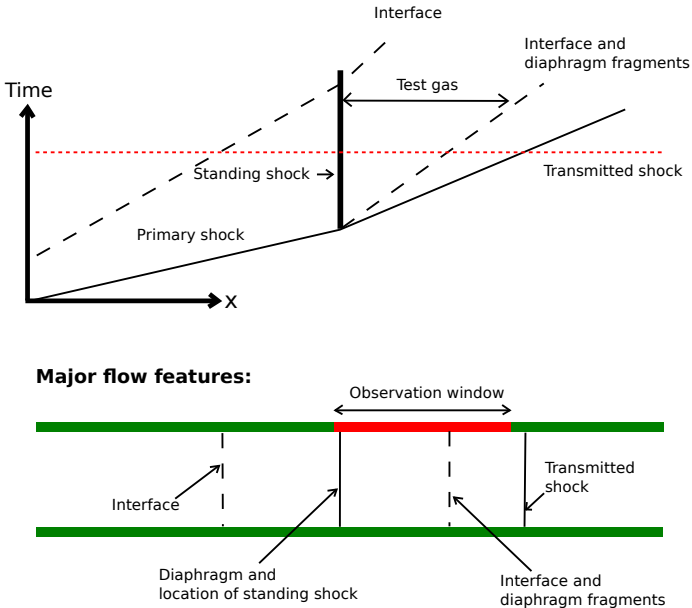 Interface
Interface and
diaphragm fragments
Time
Test gas
Standing shock
Transmitted shock
Primary shock
x
Major flow features:
Observation window
Transmitted
shock
Interface
Diaphragm and
location of standing shock
Interface and
diaphragm fragments